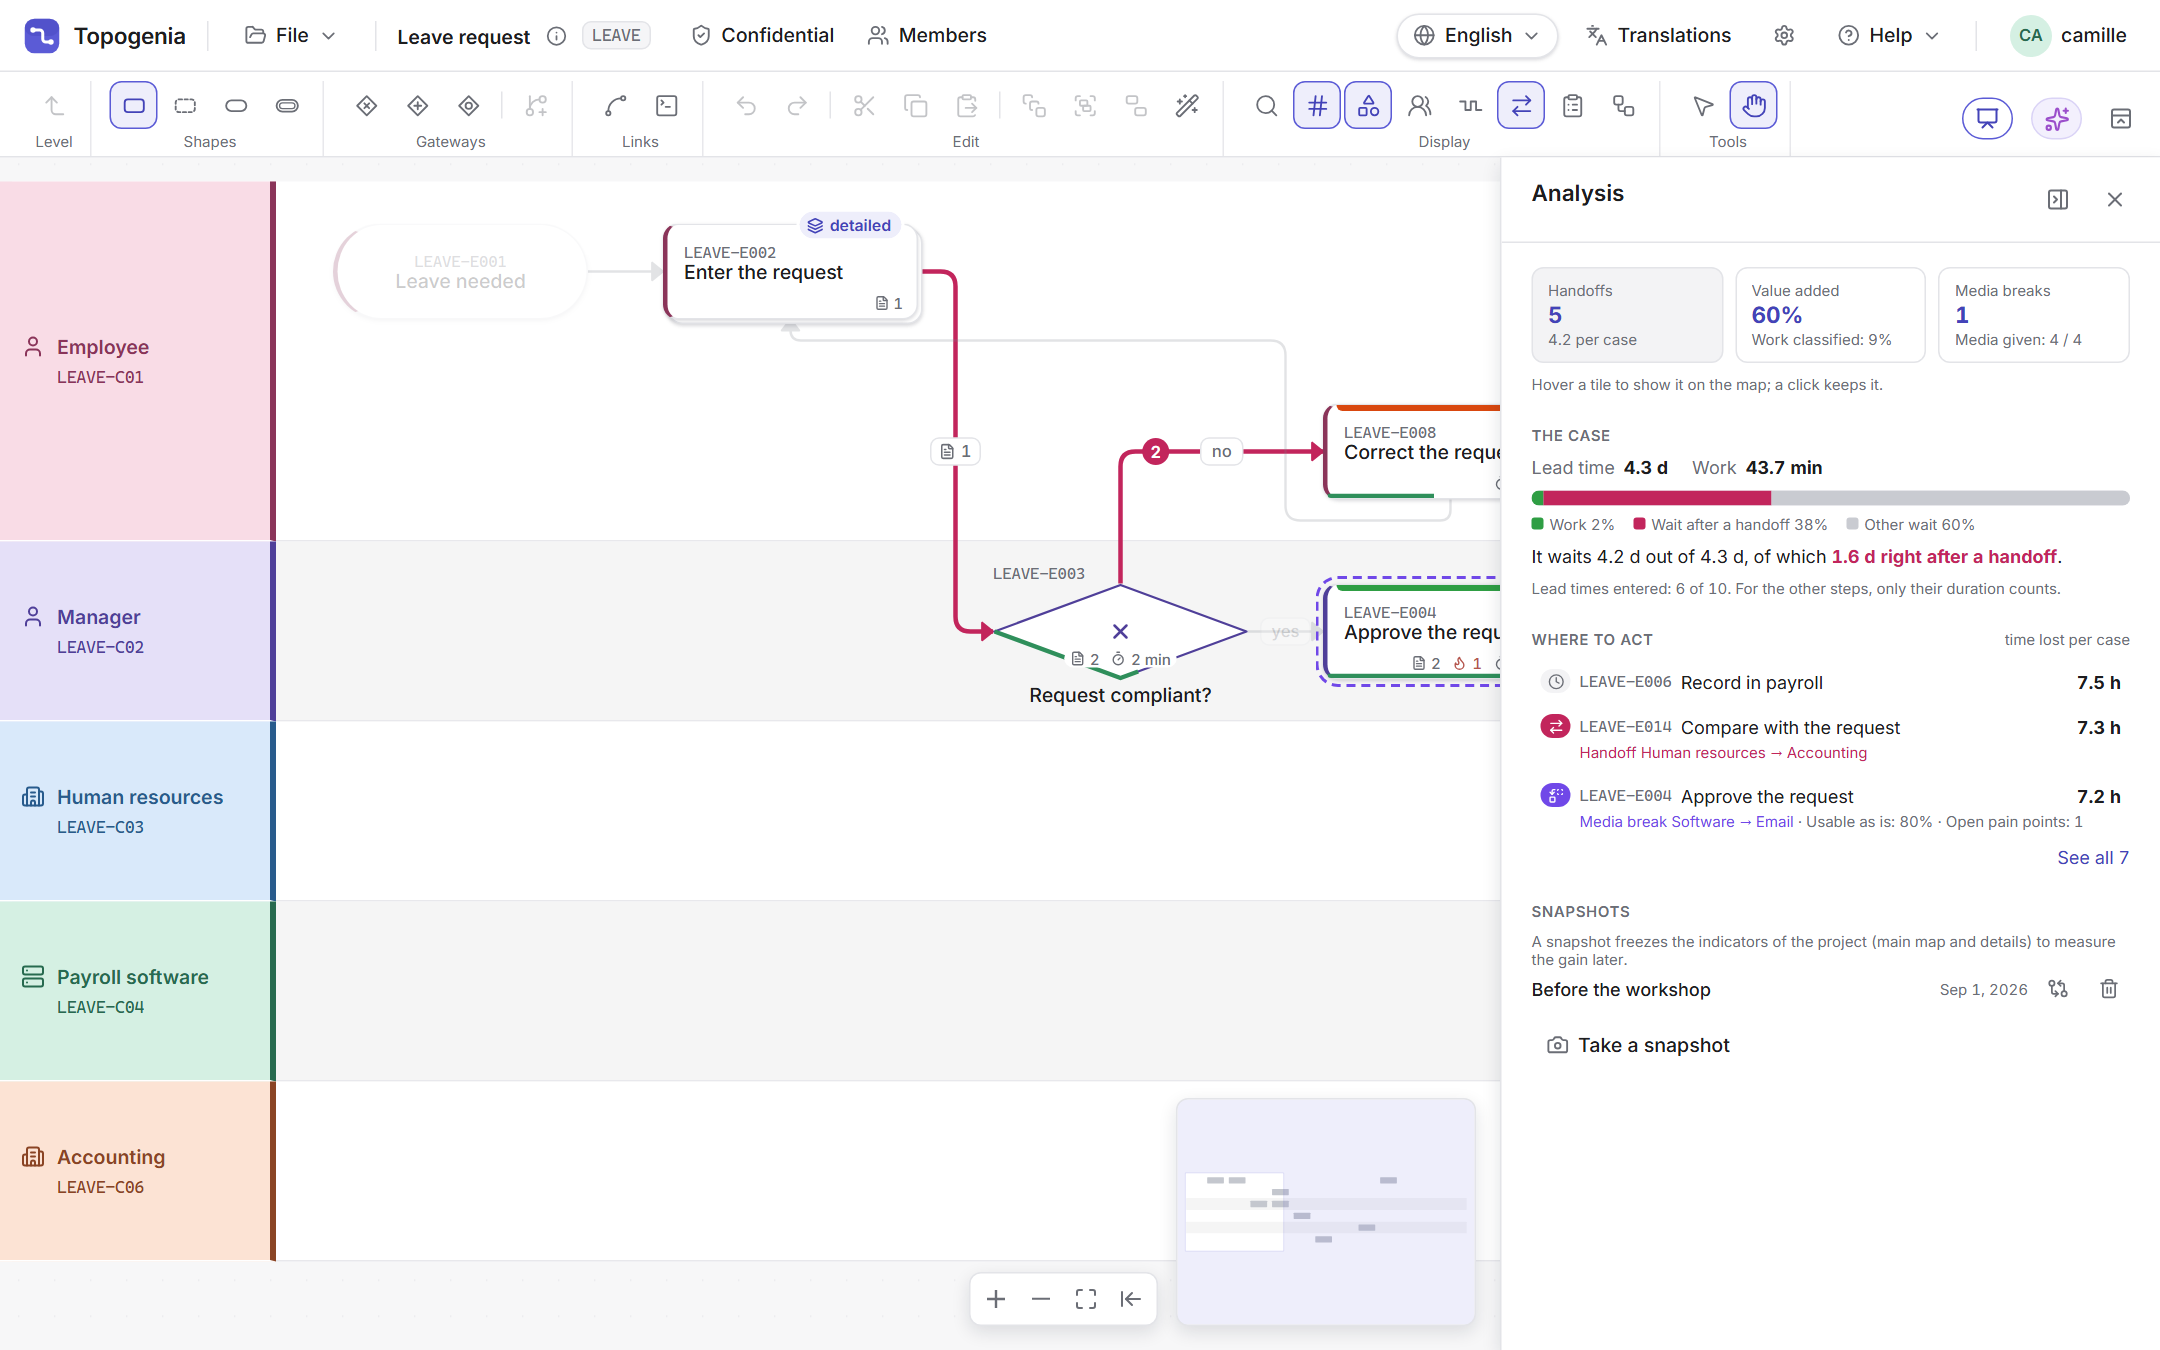 Topogenia
File
Leave request
LEAVE
Confidential
Members
English
Translations
Help
CA
camille
Level
Shapes
Gateways
Links
Edit
Display
Tools
Employee
LEAVE-C01
Manager
LEAVE-C02
Human resources
LEAVE-C03
Payroll software
LEAVE-C04
Accounting
LEAVE-C06
LEAVE-E001
Leave needed
detailed
LEAVE-E002
Enter the request
1
1
2
no
LEAVE-E008
Correct the reque
LEAVE-E003
2
2 min
Request compliant?
yes
LEAVE-E004
Approve the requ
2
1
Analysis
Handoffs
5
4.2 per case
Value added
60%
Work classified: 9%
Media breaks
1
Media given: 4 / 4
Hover a tile to show it on the map; a click keeps it.
THE CASE
Lead time 4.3 d Work 43.7 min
Work 2% Wait after a handoff 38% Other wait 60%
It waits 4.2 d out of 4.3 d, of which 1.6 d right after a handoff.
Lead times entered: 6 of 10. For the other steps, only their duration counts.
WHERE TO ACT time lost per case
LEAVE-E006 Record in payroll 7.5 h
LEAVE-E014 Compare with the request 7.3 h
Handoff Human resources → Accounting
LEAVE-E004 Approve the request 7.2 h
Media break Software → Email · Usable as is: 80% · Open pain points: 1
See all 7
SNAPSHOTS
A snapshot freezes the indicators of the project (main map and details) to measure
the gain later.
Before the workshop Sep 1, 2026
Take a snapshot